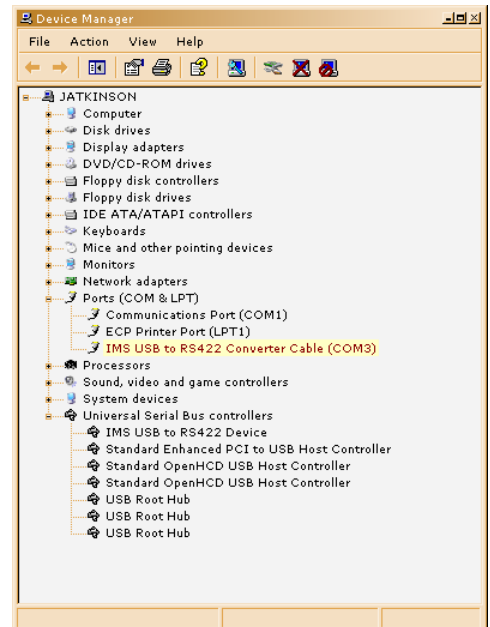 Device Manager
File Action View Help
JATKINSON
Computer
Disk drives
Display adapters
DVD/CD-ROM drives
Floppy disk controllers
Floppy disk drives
IDE ATA/ATAPI controllers
Keyboards
Mice and other pointing devices
Monitors
Network adapters
Ports (COM & LPT)
Communications Port (COM1)
ECP Printer Port (LPT1)
IMS USB to RS422 Converter Cable (COM3)
Processors
Sound, video and game controllers
System devices
Universal Serial Bus controllers
IMS USB to RS422 Device
Standard Enhanced PCI to USB Host Controller
Standard OpenHCD USB Host Controller
Standard OpenHCD USB Host Controller
USB Root Hub
USB Root Hub
USB Root Hub